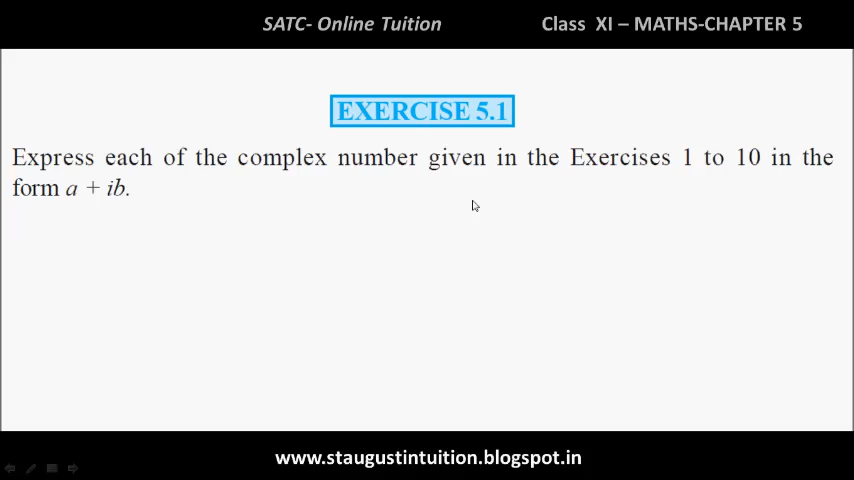 SATC- Online Tuition Class XI – MATHS-CHAPTER 5
EXERCISE 5.1
Express each of the complex number given in the Exercises 1 to 10 in the
form a + ib.
www.staugustintuition.blogspot.in